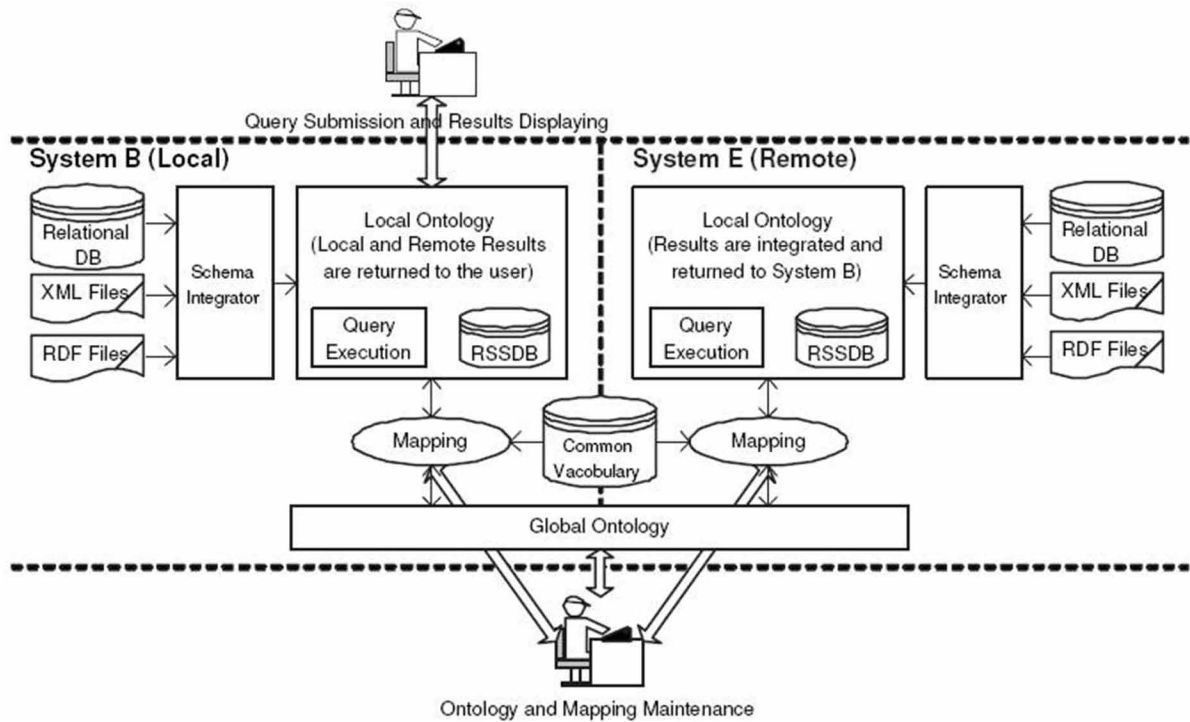 Query Submission and Results Displaying
System B (Local)
System E (Remote)
Relational
DB
XML Files
RDF Files
Schema
Integrator
Local Ontology
(Local and Remote Results
are returned to the user)
Query
Execution
RSSDB
Local Ontology
(Results are integrated and
returned to System B)
Query
Execution
RSSDB
Schema
Integrator
Relational
DB
XML Files
RDF Files
Mapping
Common
Vacobulary
Mapping
Global Ontology
Ontology and Mapping Maintenance